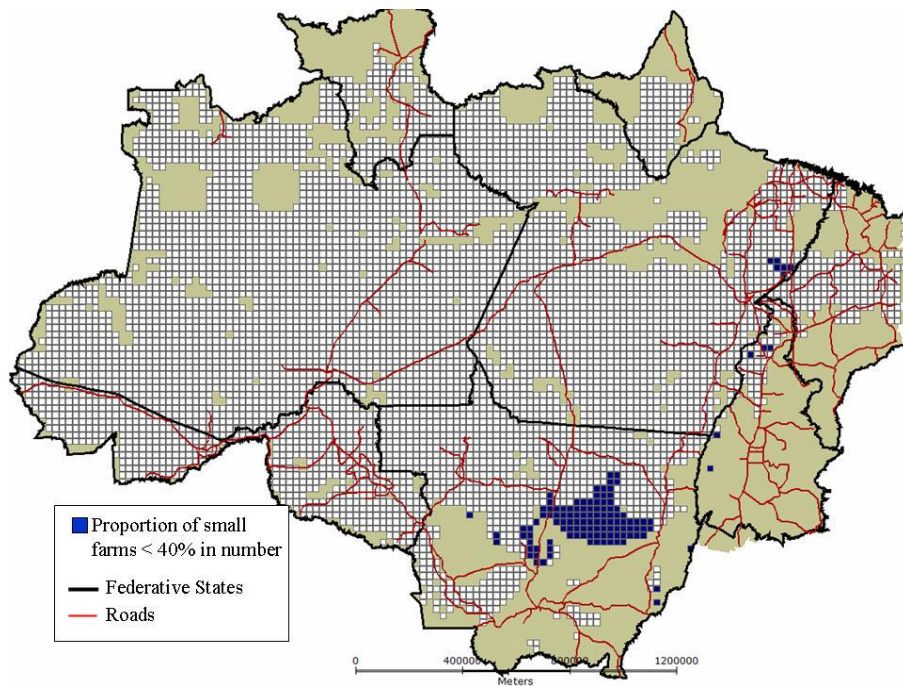 Proportion of small
farms < 40% in number
Federative States
Roads
0 400000 800000 1200000
Meters